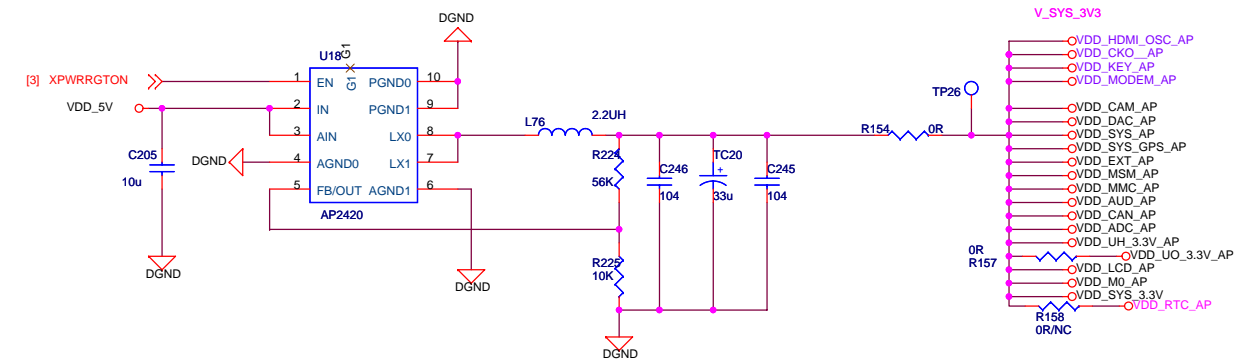 V_SYS_3V3
DGND
U18
G1
G1
[3] XPWRRGTON
1
EN
PGND0
10
VDD_5V
2
IN
PGND1
9
3
AIN
LX0
8
4
AGND0
LX1
7
5
FB/OUT
AGND1
6
AP2420
DGND
C205
10u
DGND
DGND
L76
2.2UH
R224
56K
R225
10K
DGND
C246
104
TC20
+
33u
C245
104
R154
0R
TP26
VDD_HDMI_OSC_AP
VDD_CKO__AP
VDD_KEY_AP
VDD_MODEM_AP
VDD_CAM_AP
VDD_DAC_AP
VDD_SYS_AP
VDD_SYS_GPS_AP
VDD_EXT_AP
VDD_MSM_AP
VDD_MMC_AP
VDD_AUD_AP
VDD_CAN_AP
VDD_ADC_AP
VDD_UH_3.3V_AP
0R
R157
VDD_UO_3.3V_AP
VDD_LCD_AP
VDD_M0_AP
VDD_SYS_3.3V
VDD_RTC_AP
R158
0R/NC